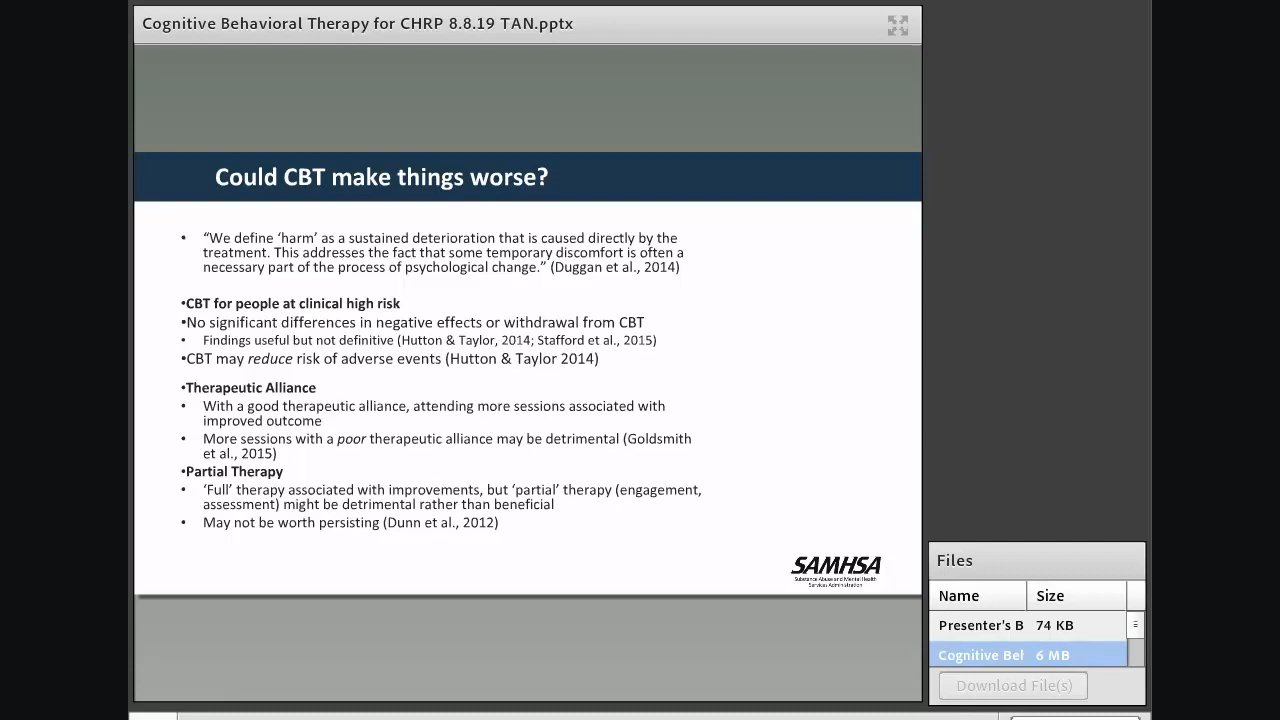 Cognitive Behavioral Therapy for CHRP 8.8.19 TAN.pptx
Could CBT make things worse?
• “We define ‘harm’ as a sustained deterioration that is caused directly by the
treatment. This addresses the fact that some temporary discomfort is often a
necessary part of the process of psychological change.” (Duggan et al., 2014)
•CBT for people at clinical high risk
•No significant differences in negative effects or withdrawal from CBT
• Findings useful but not definitive (Hutton & Taylor, 2014; Stafford et al., 2015)
•CBT may reduce risk of adverse events (Hutton & Taylor 2014)
•Therapeutic Alliance
• With a good therapeutic alliance, attending more sessions associated with
improved outcome
• More sessions with a poor therapeutic alliance may be detrimental (Goldsmith
et al., 2015)
•Partial Therapy
• ‘Full’ therapy associated with improvements, but ‘partial’ therapy (engagement,
assessment) might be detrimental rather than beneficial
• May not be worth persisting (Dunn et al., 2012)
SAMHSA
Substance Abuse and Mental Health
Services Administration
Files
Name Size
Presenter's B 74 KB
Cognitive Bel 6 MB
Download File(s)